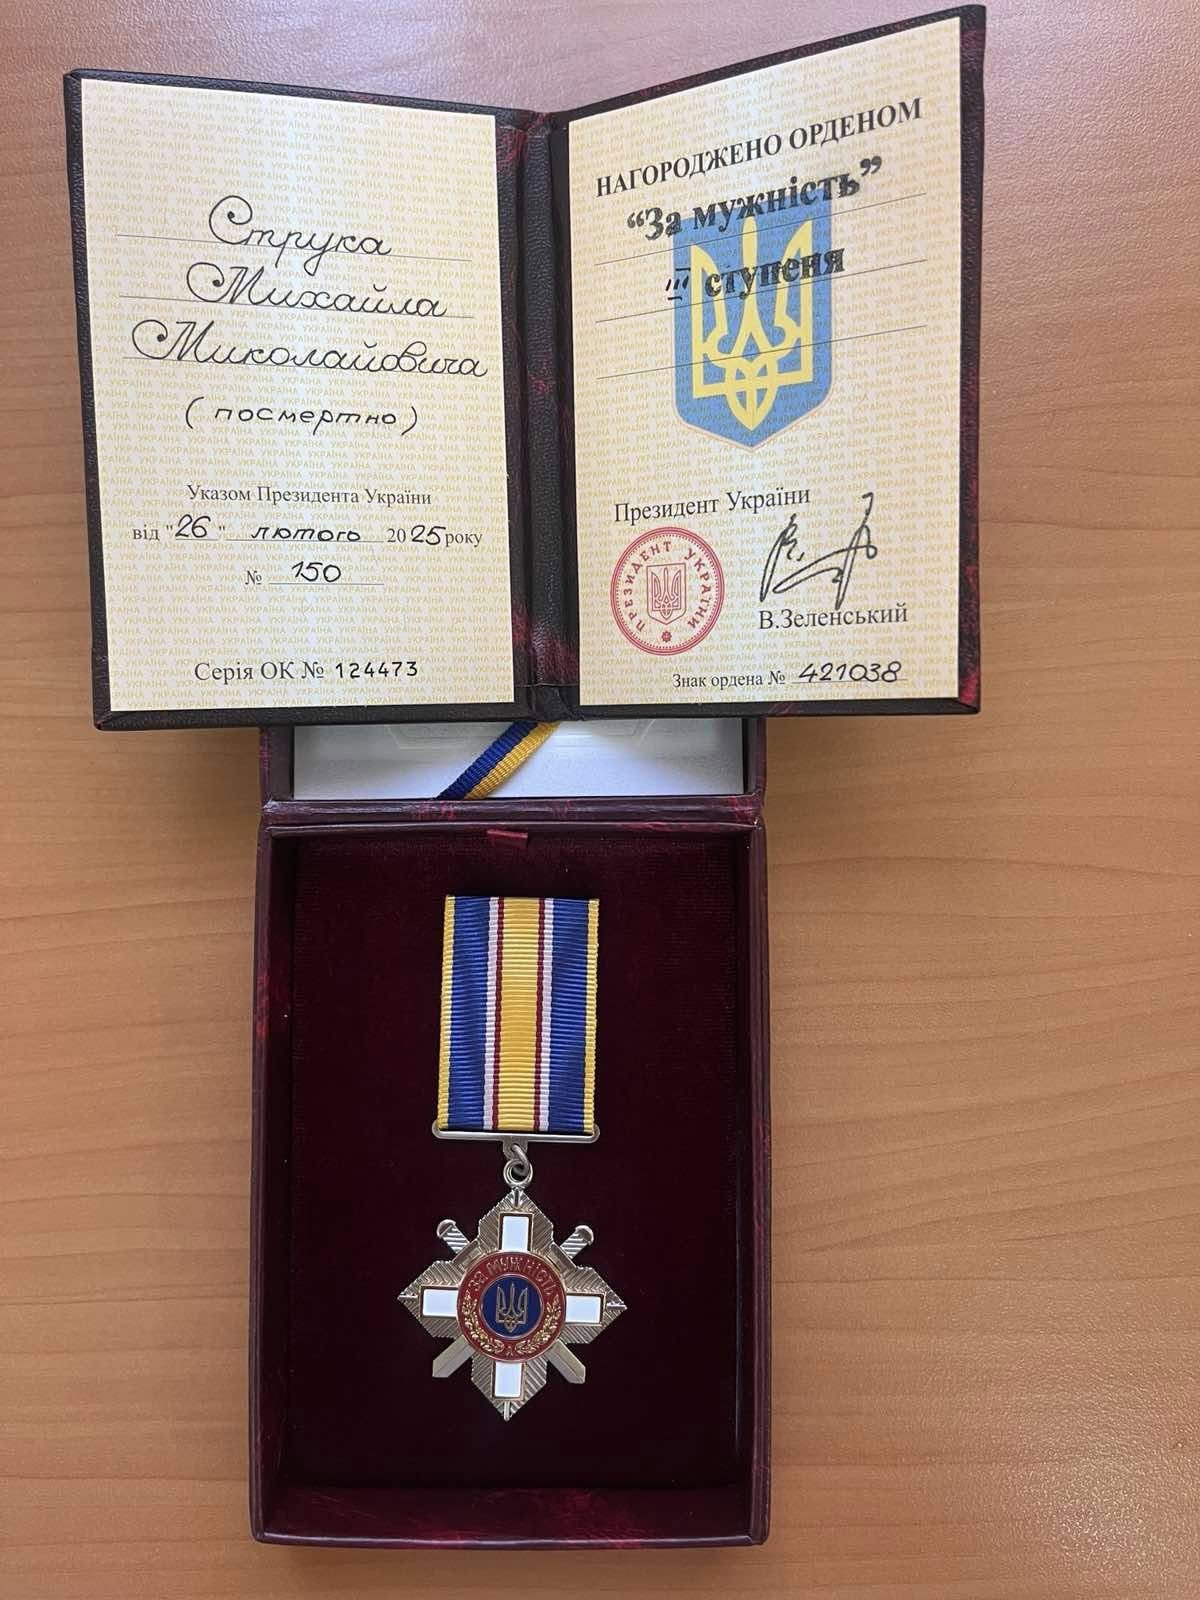 Струка
Михайла
Миколайовича
(посмертно)
Указом Президента України
від "26" лютого 2025 року
№ 150
Серія ОК № 124473
НАГОРОДЖЕНО ОРДЕНОМ
“За мужність”
III ступеня
Президент України
ПРЕЗИДЕНТ УКРАЇНИ
В.Зеленський
Знак ордена № 421038
ЗА МУЖНІСТЬ